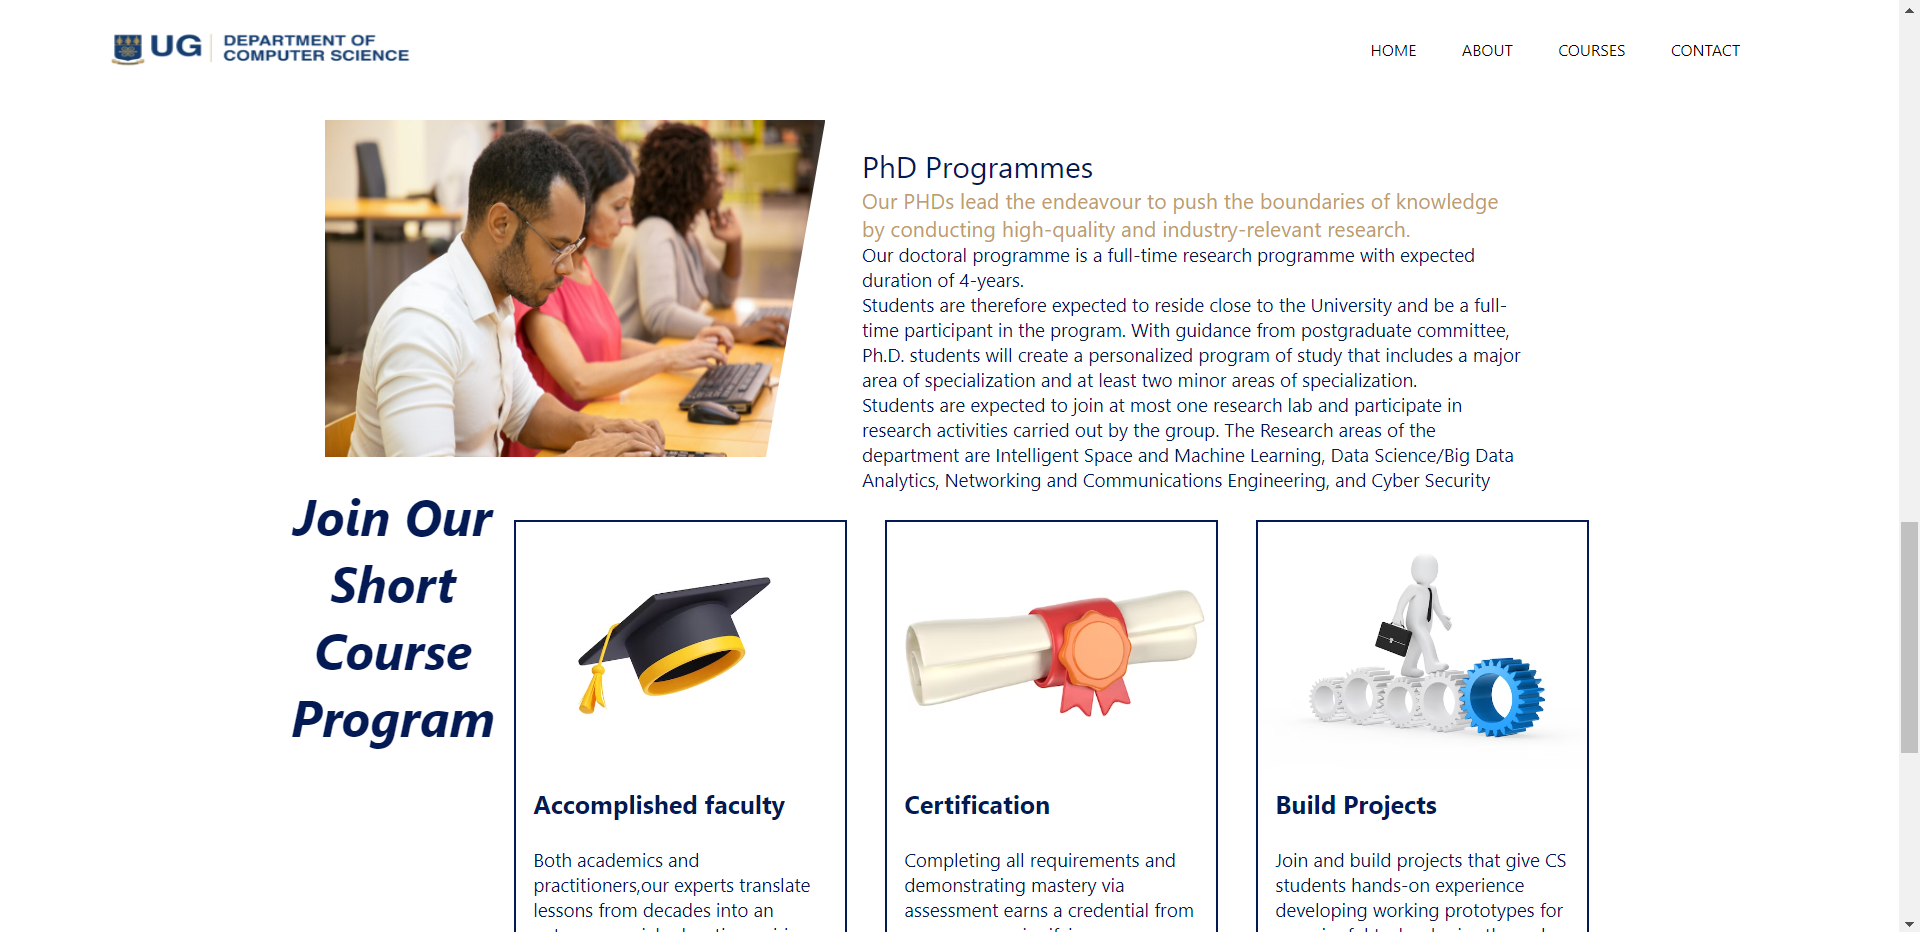 UG
DEPARTMENT OF
COMPUTER SCIENCE
HOME
ABOUT
COURSES
CONTACT
PhD Programmes
Our PHDs lead the endeavour to push the boundaries of knowledge
by conducting high-quality and industry-relevant research.
Our doctoral programme is a full-time research programme with expected
duration of 4-years.
Students are therefore expected to reside close to the University and be a full-
time participant in the program. With guidance from postgraduate committee,
Ph.D. students will create a personalized program of study that includes a major
area of specialization and at least two minor areas of specialization.
Students are expected to join at most one research lab and participate in
research activities carried out by the group. The Research areas of the
department are Intelligent Space and Machine Learning, Data Science/Big Data
Analytics, Networking and Communications Engineering, and Cyber Security
Join Our
Short
Course
Program
Accomplished faculty
Both academics and
practitioners,our experts translate
lessons from decades into an
Certification
Completing all requirements and
demonstrating mastery via
assessment earns a credential from
Build Projects
Join and build projects that give CS
students hands-on experience
developing working prototypes for